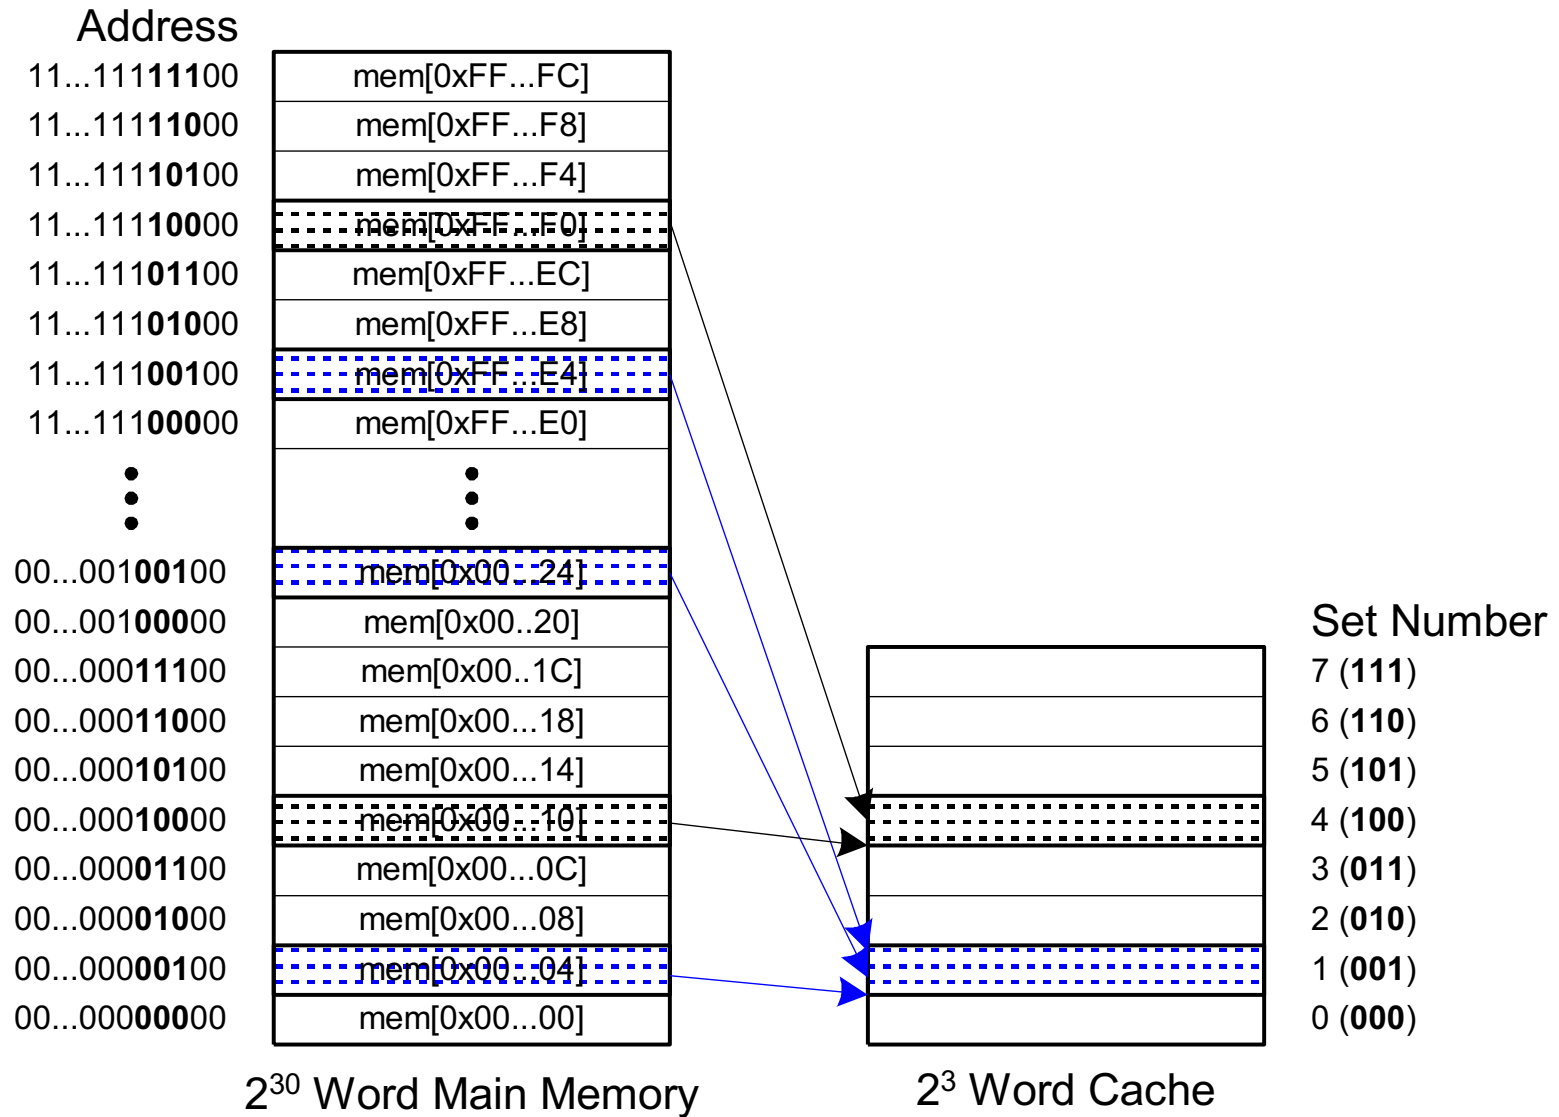 Address
11...11111100 mem[0xFF...FC]
11...11111000 mem[0xFF...F8]
11...11110100 mem[0xFF...F4]
11...11110000 mem[0xFF...F0]
11...11101100 mem[0xFF...EC]
11...11101000 mem[0xFF...E8]
11...11100100 mem[0xFF...E4]
11...11100000 mem[0xFF...E0]
00...00100100 mem[0x00...24]
00...00100000 mem[0x00..20] Set Number
00...00011100 mem[0x00..1C] 7 (111)
00...00011000 mem[0x00...18] 6 (110)
00...00010100 mem[0x00...14] 5 (101)
00...00010000 mem[0x00...10] 4 (100)
00...00001100 mem[0x00...0C] 3 (011)
00...00001000 mem[0x00...08] 2 (010)
00...00000100 mem[0x00...04] 1 (001)
00...00000000 mem[0x00...00] 0 (000)
2³⁰ Word Main Memory 2³ Word Cache